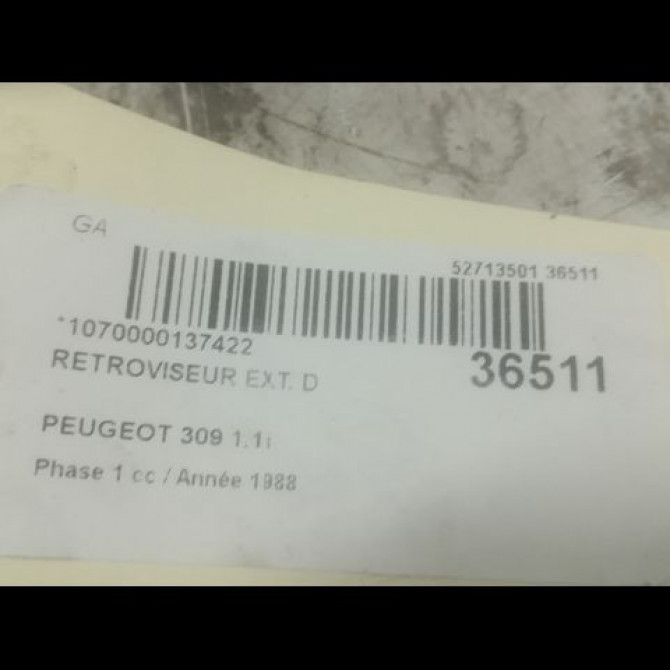 GA
52713501 36511
*1070000137422
36511
RETROVISEUR EXT. D
PEUGEOT 309 1.1i
Phase 1 cc / Année 1988